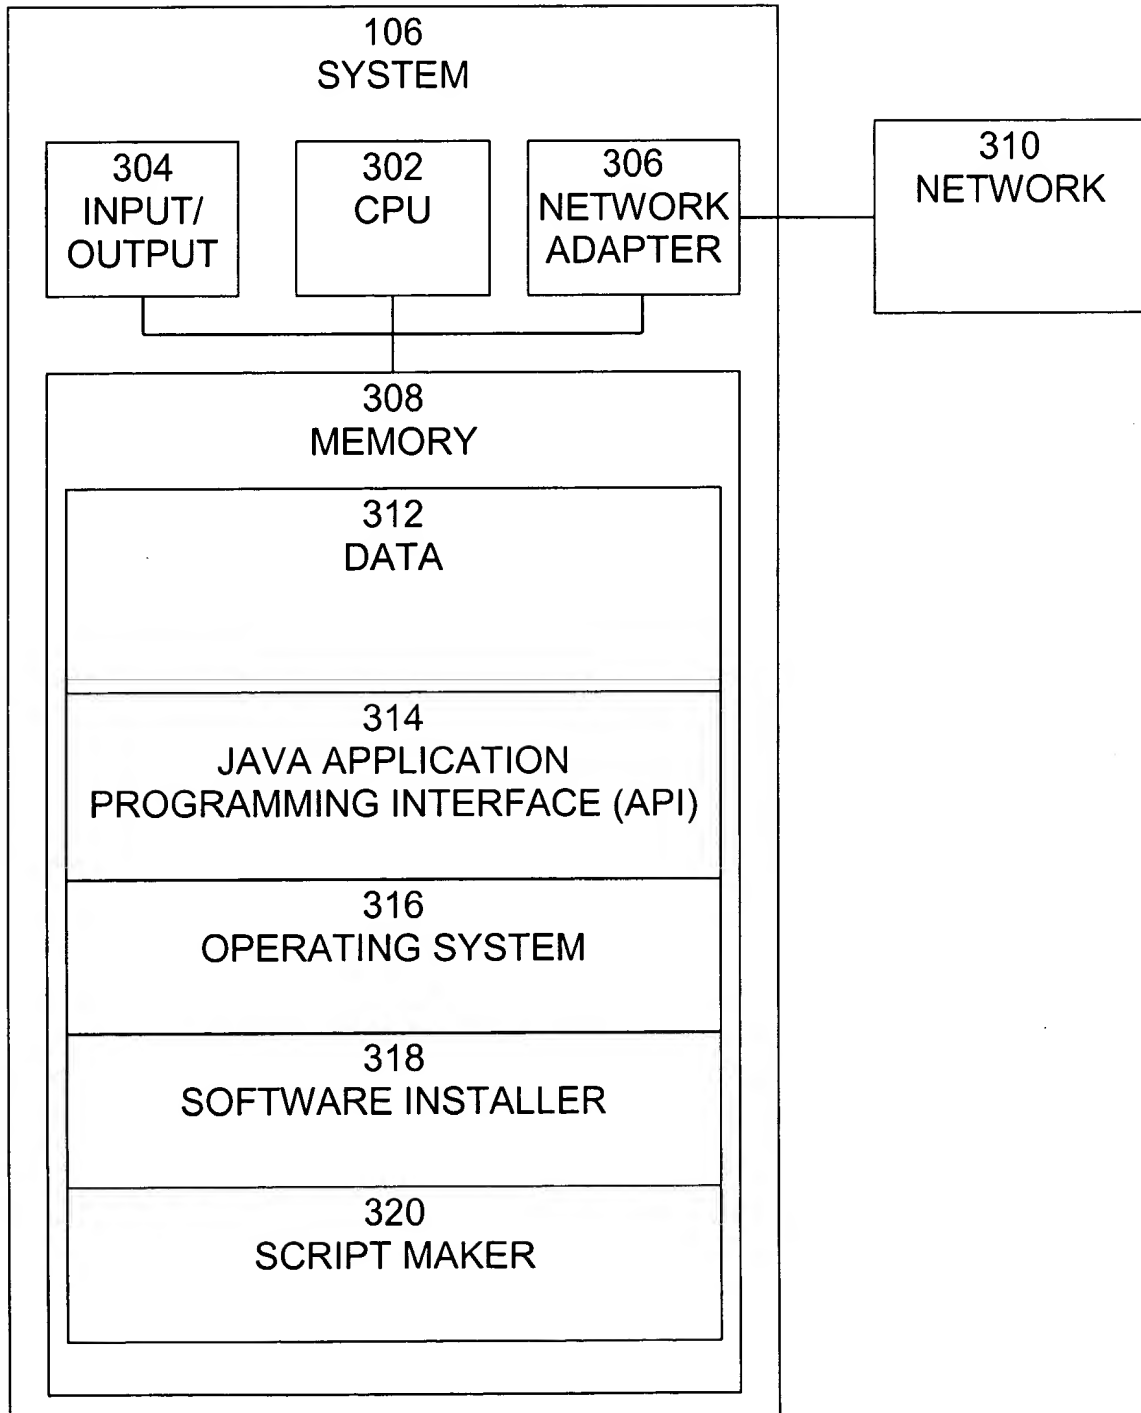 106
SYSTEM
304
INPUT/
OUTPUT
302
CPU
306
NETWORK
ADAPTER
310
NETWORK
308
MEMORY
312
DATA
314
JAVA APPLICATION
PROGRAMMING INTERFACE (API)
316
OPERATING SYSTEM
318
SOFTWARE INSTALLER
320
SCRIPT MAKER